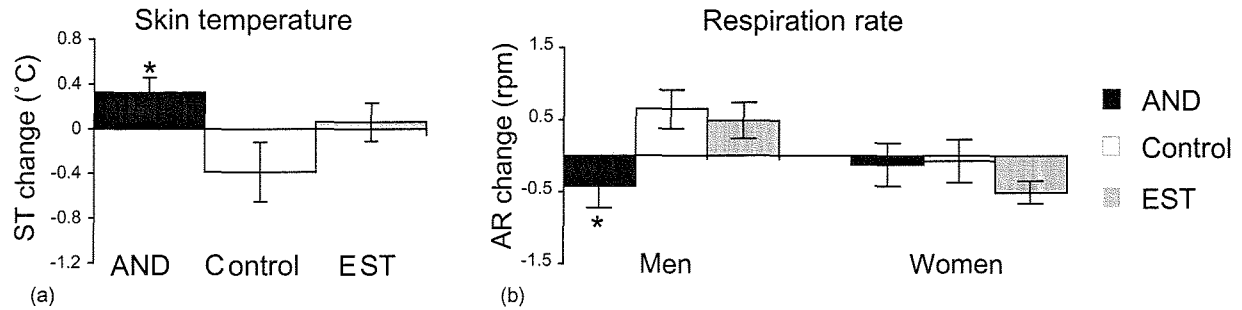 Skin temperature
ST change (˚C)
0.8
0.4
0
-0.4
-0.8
-1.2
*
AND Control EST
(a)
Respiration rate
AR change (rpm)
1.5
0.5
-0.5
-1.5
*
Men Women
(b)
AND
Control
EST